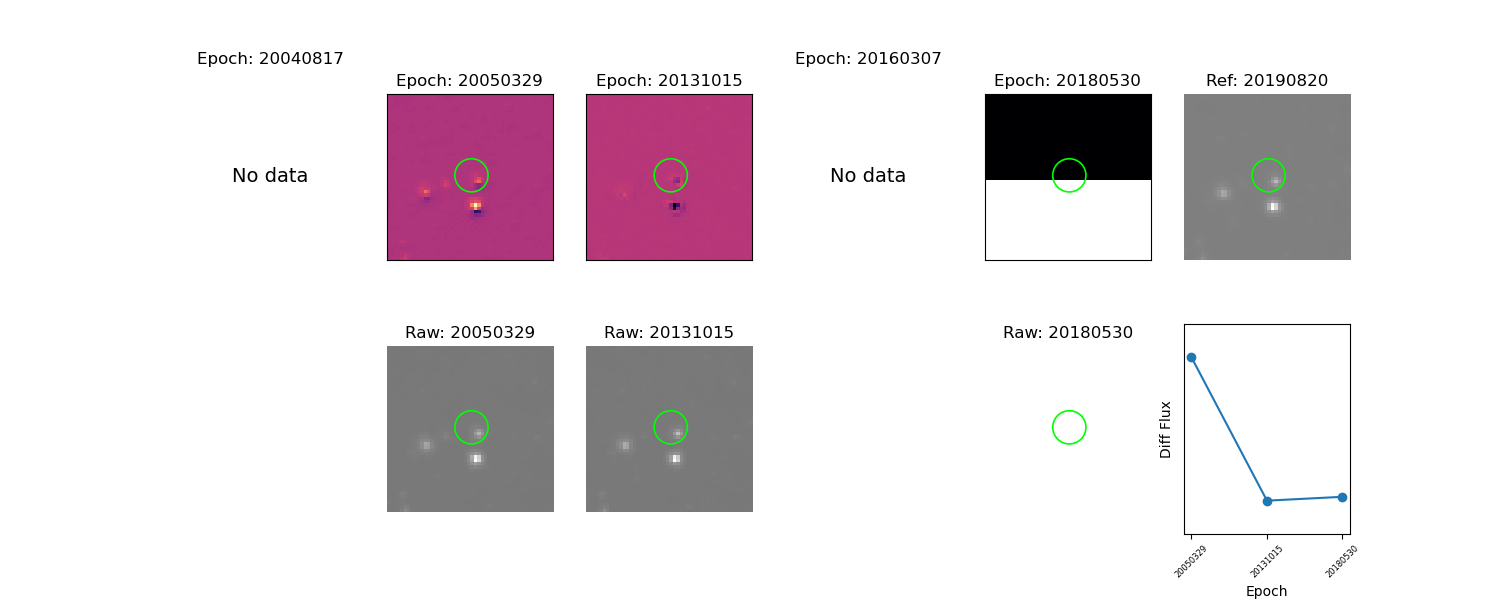 Epoch: 20040817
Epoch: 20160307
Epoch: 20050329
Epoch: 20131015
Epoch: 20180530
Ref: 20190820
No data
No data
Raw: 20050329
Raw: 20131015
Raw: 20180530
Diff Flux
20050329
20131015
20180530
Epoch